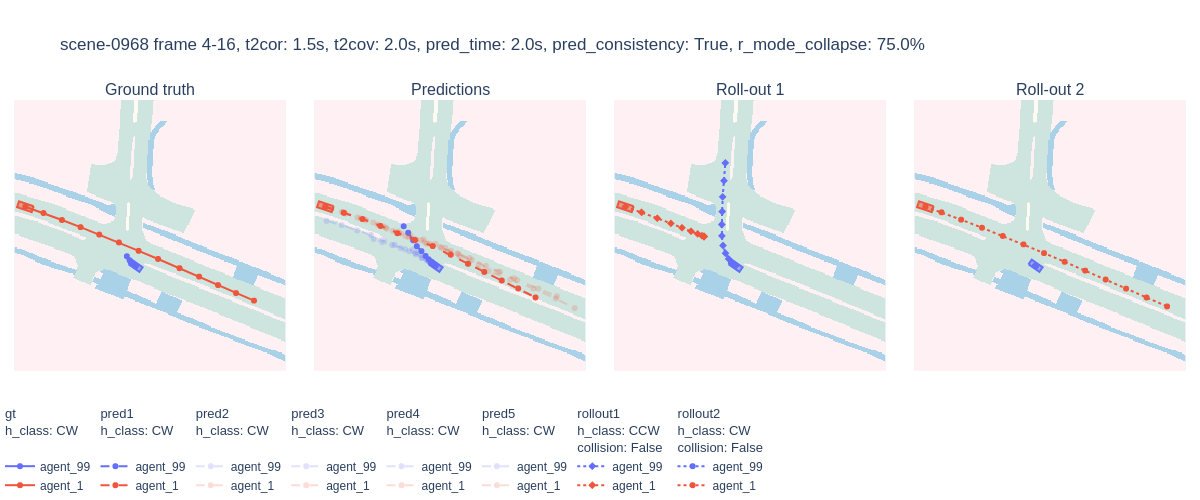 scene-0968 frame 4-16, t2cor: 1.5s, t2cov: 2.0s, pred_time: 2.0s, pred_consistency: True, r_mode_collapse: 75.0%
Ground truth
Predictions
Roll-out 1
Roll-out 2
gt
h_class: CW
agent_99
agent_1
pred1
h_class: CW
agent_99
agent_1
pred2
h_class: CW
agent_99
agent_1
pred3
h_class: CW
agent_99
agent_1
pred4
h_class: CW
agent_99
agent_1
pred5
h_class: CW
agent_99
agent_1
rollout1
h_class: CCW
collision: False
agent_99
agent_1
rollout2
h_class: CW
collision: False
agent_99
agent_1